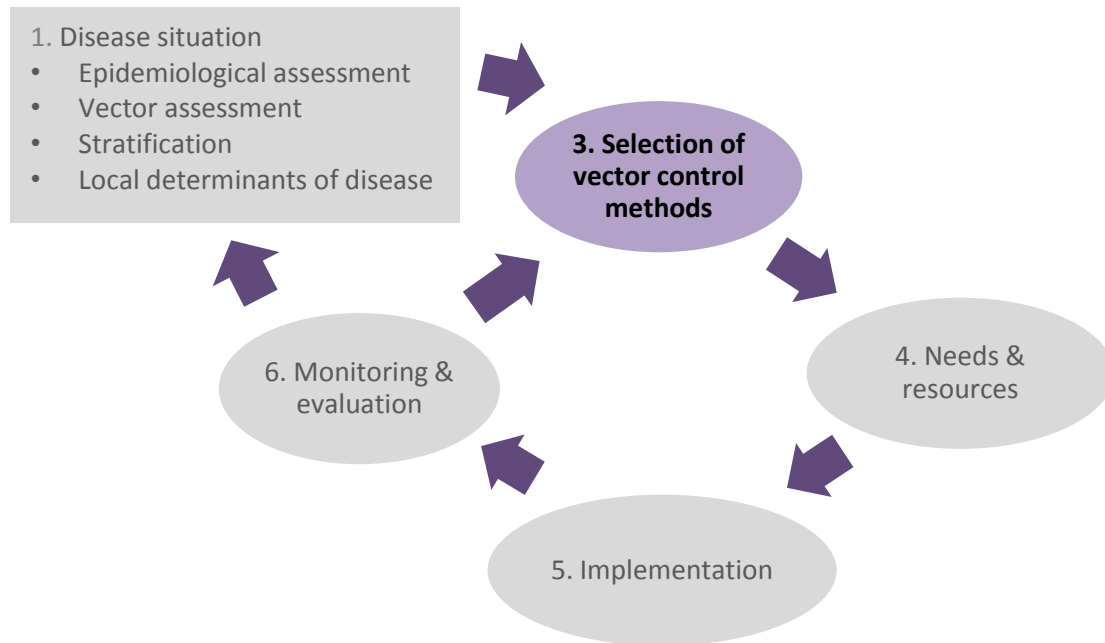 1. Disease situation
• Epidemiological assessment
• Vector assessment
• Stratification
• Local determinants of disease
3. Selection of
vector control
methods
4. Needs &
resources
5. Implementation
6. Monitoring &
evaluation